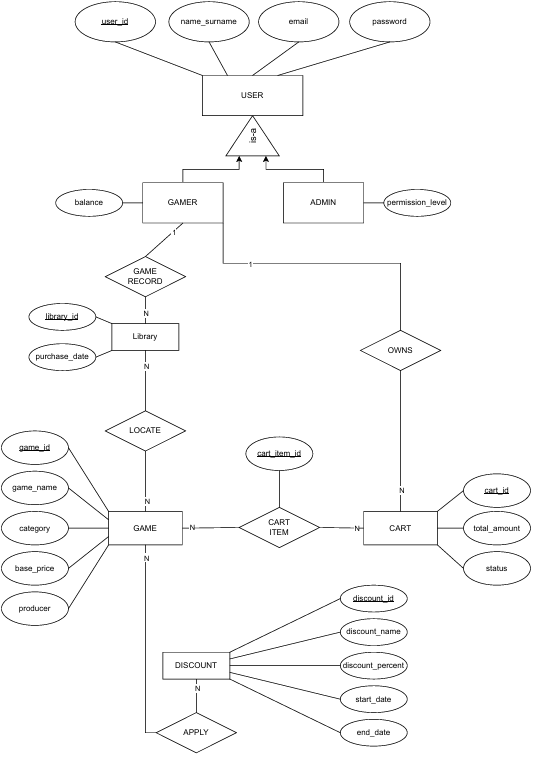 user_id
name_surname
email
password
USER
is-a
GAMER
ADMIN
balance
permission_level
1
1
GAME
RECORD
N
library_id
Library
purchase_date
N
OWNS
LOCATE
game_id
cart_item_id
game_name
N
N
cart_id
category
GAME
N
CART
ITEM
N
CART
total_amount
base_price
N
status
producer
discount_id
discount_name
DISCOUNT
discount_percent
N
start_date
APPLY
end_date